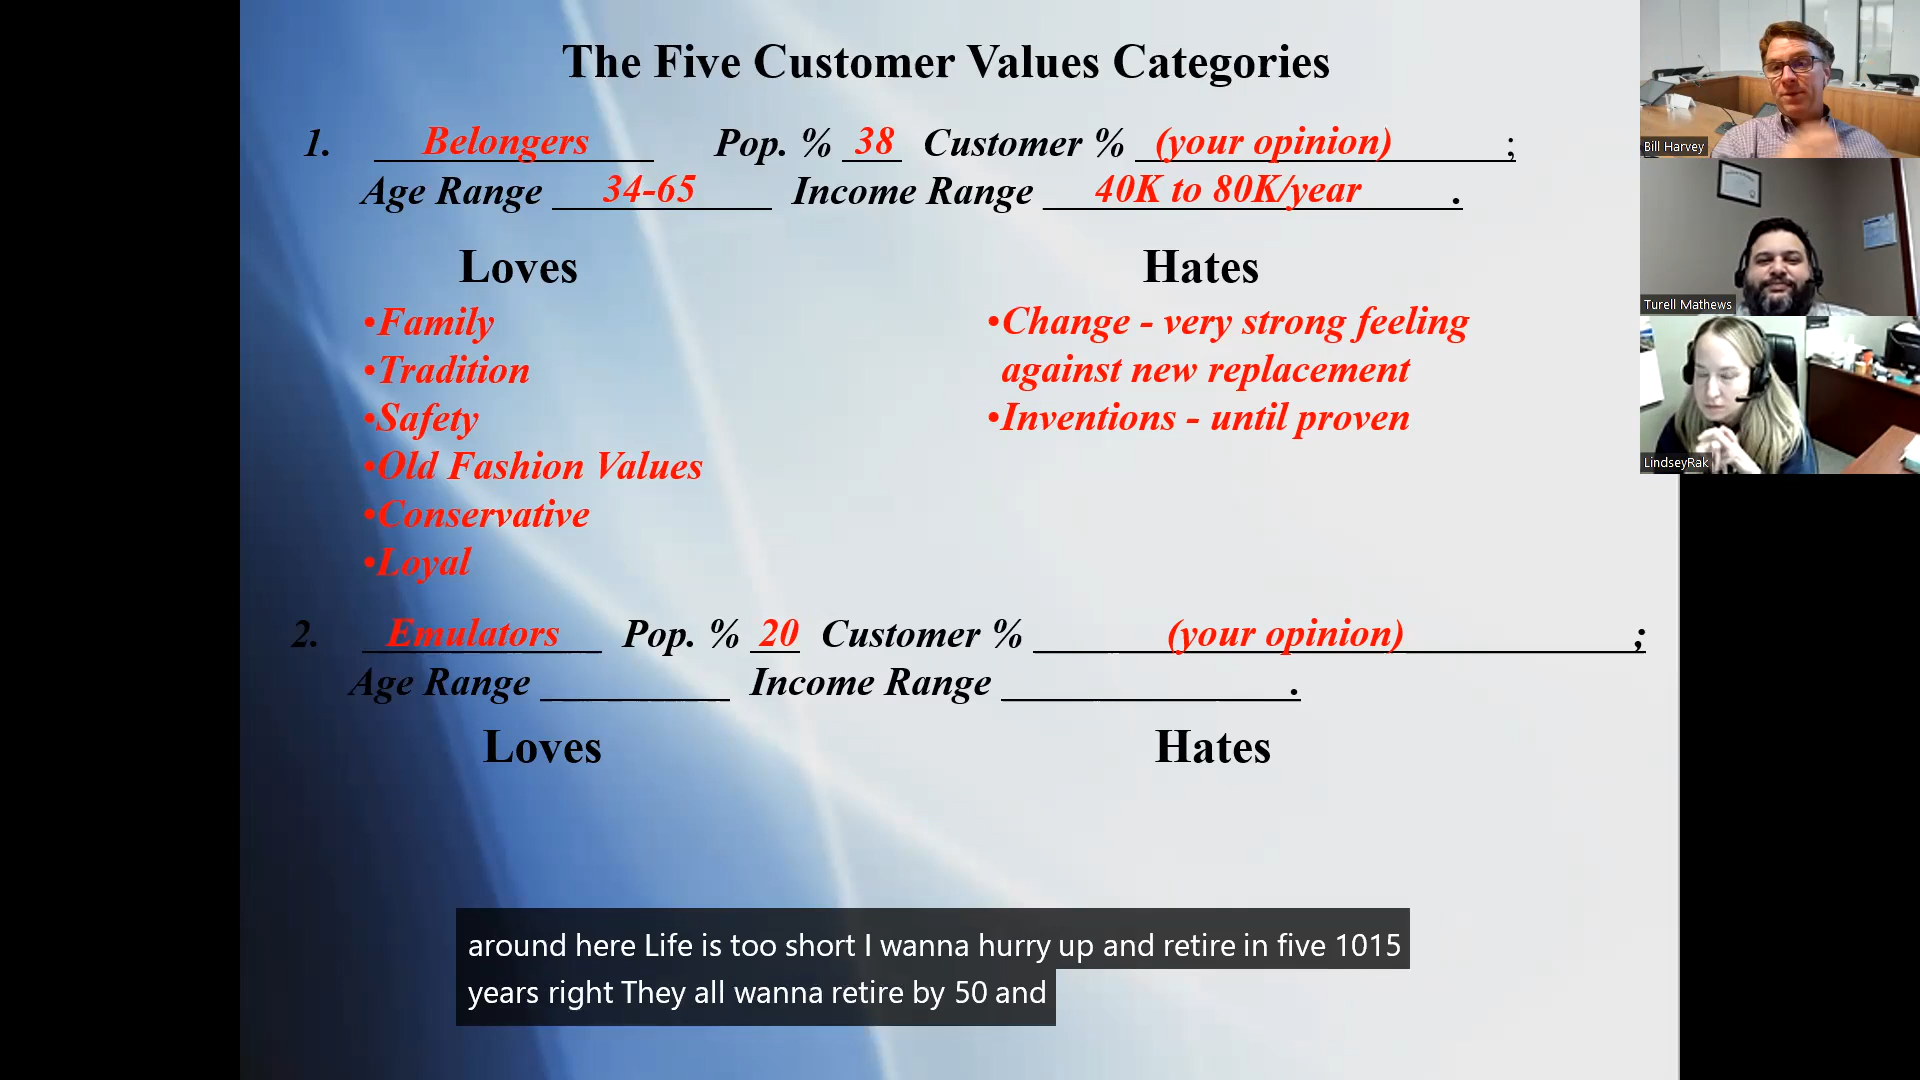 The Five Customer Values Categories
1. Belongers Pop. % 38 Customer % (your opinion) ;
Age Range 34-65 Income Range 40K to 80K/year .
Loves Hates
•Family
•Tradition
•Safety
•Old Fashion Values
•Conservative
•Loyal
•Change - very strong feeling
against new replacement
•Inventions - until proven
2. Emulators Pop. % 20 Customer % (your opinion) ;
Age Range Income Range .
Loves Hates
around here Life is too short I wanna hurry up and retire in five 1015
years right They all wanna retire by 50 and
Bill Harvey
Turell Mathews
LindseyRak